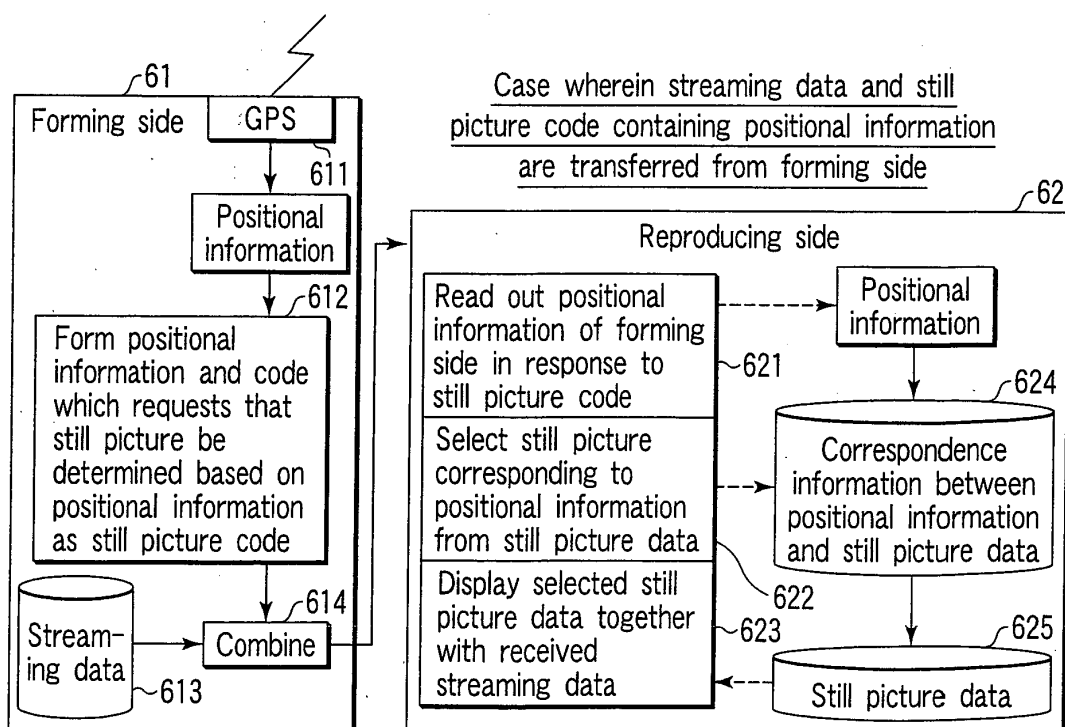 61
Forming side
GPS
611
Positional
information
612
Form positional
information and code
which requests that
still picture be
determined based on
positional information
as still picture code
Stream-
ing data
613
614
Combine
Case wherein streaming data and still
picture code containing positional information
are transferred from forming side
62
Reproducing side
Read out positional
information of forming
side in response to
still picture code
621
Select still picture
corresponding to
positional information
from still picture data
622
Display selected still
picture data together
with received
streaming data
623
Positional
information
624
Correspondence
information between
positional information
and still picture data
625
Still picture data